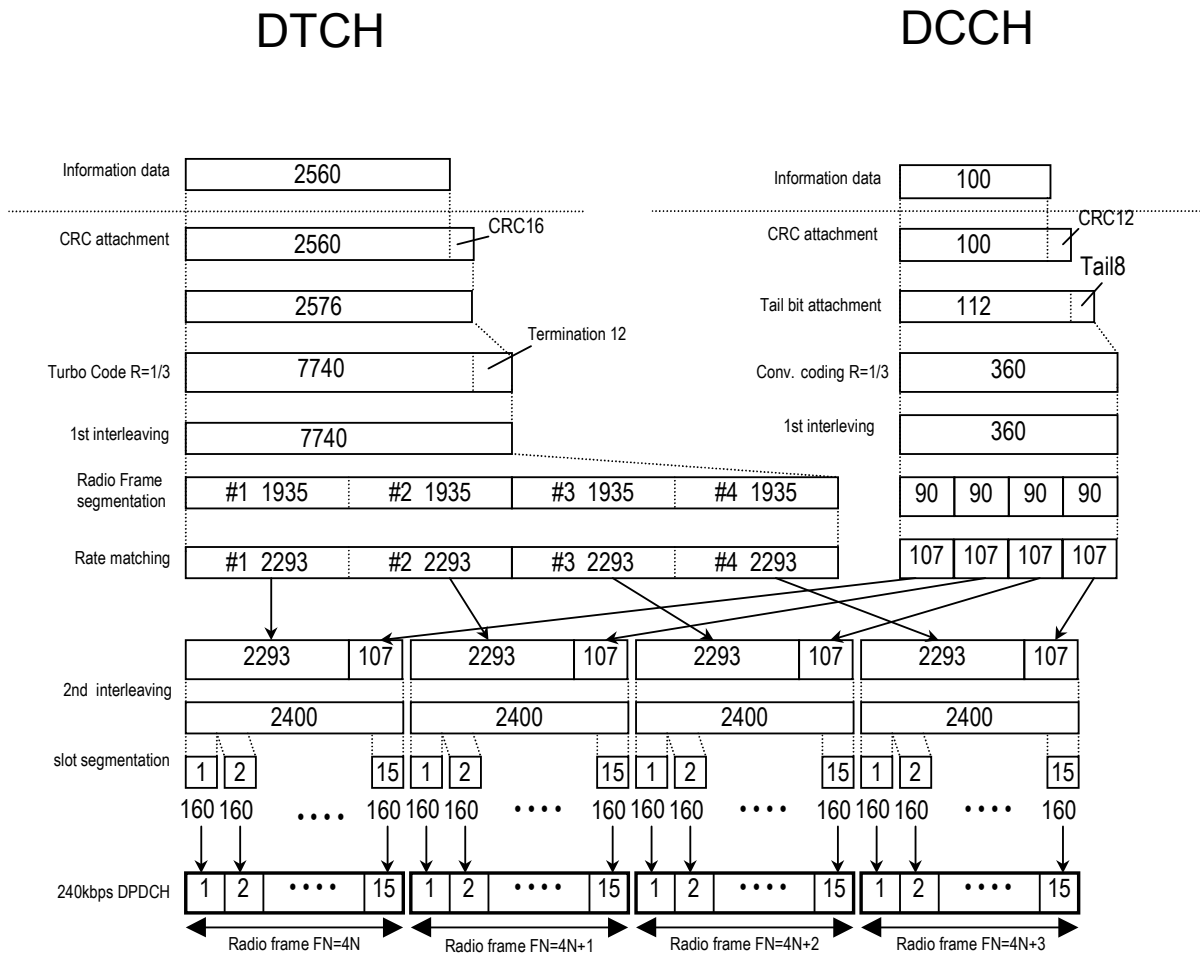 DTCH DCCH
Information data 2560 Information data 100
CRC attachment 2560 CRC16 CRC attachment 100 CRC12
2576 Tail bit attachment 112 Tail8
Turbo Code R=1/3 7740 Termination 12 Conv. coding R=1/3 360
1st interleaving 7740 1st interleving 360
Radio Frame
segmentation #1 1935 #2 1935 #3 1935 #4 1935 90 90 90 90
Rate matching #1 2293 #2 2293 #3 2293 #4 2293 107 107 107 107
2293 107 2293 107 2293 107 2293 107
2nd interleaving
2400 2400 2400 2400
slot segmentation 1 2 15 1 2 15 1 2 15 1 2 15
160 160 • • • • 160 160 160 • • • • 160 160 160 • • • • 160 160 160 • • • • 160
240kbps DPDCH 1 2 • • • • 15 1 2 • • • • 15 1 2 • • • • 15 1 2 • • • • 15
Radio frame FN=4N Radio frame FN=4N+1 Radio frame FN=4N+2 Radio frame FN=4N+3